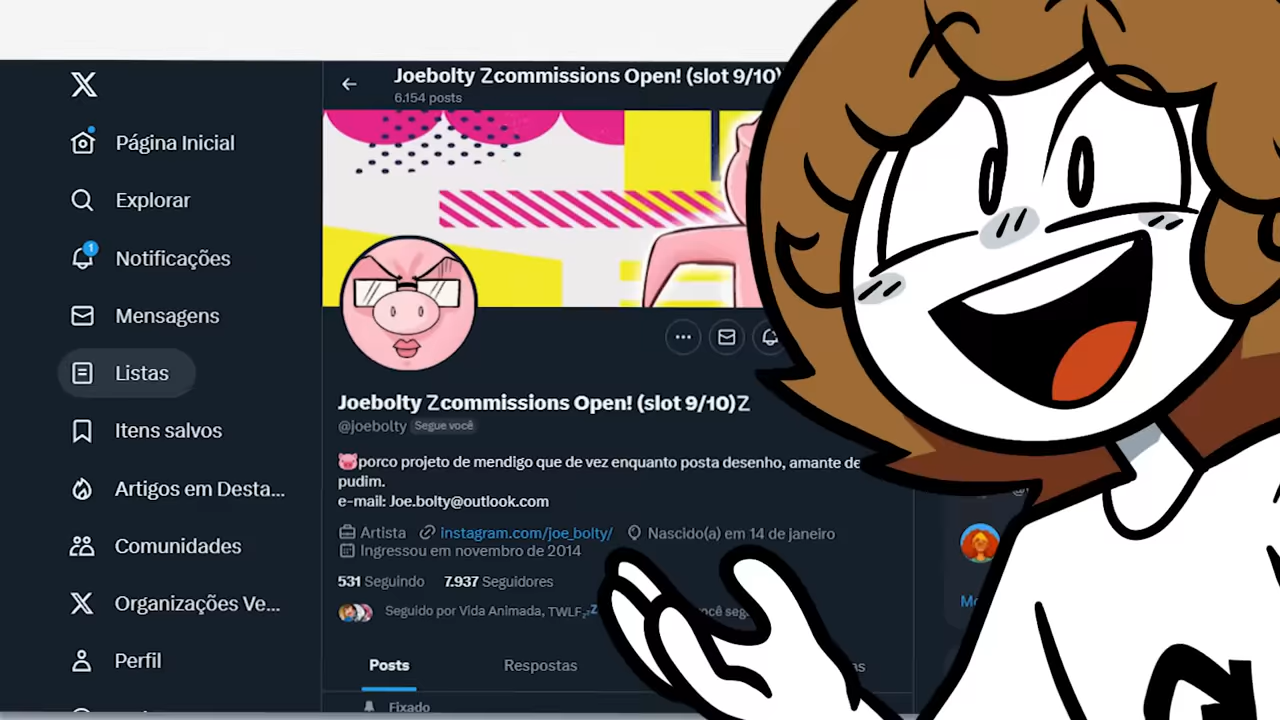 Joebolty Zcommissions Open! (slot 9/10)
6.154 posts
Página Inicial
Explorar
1
Notificações
Mensagens
Listas
Itens salvos
Artigos em Desta...
Comunidades
Organizações Ve...
Perfil
Joebolty Zcommissions Open! (slot 9/10)Z
@joebolty Segue você
porco projeto de mendigo que de vez enquanto posta desenho, amante de
pudim.
e-mail: Joe.bolty@outlook.com
Artista instagram.com/joe_bolty/ Nascido(a) em 14 de janeiro
Ingressou em novembro de 2014
531 Seguindo 7.937 Seguidores
Seguido por Vida Animada, TWLF
Posts Respostas
Fixado